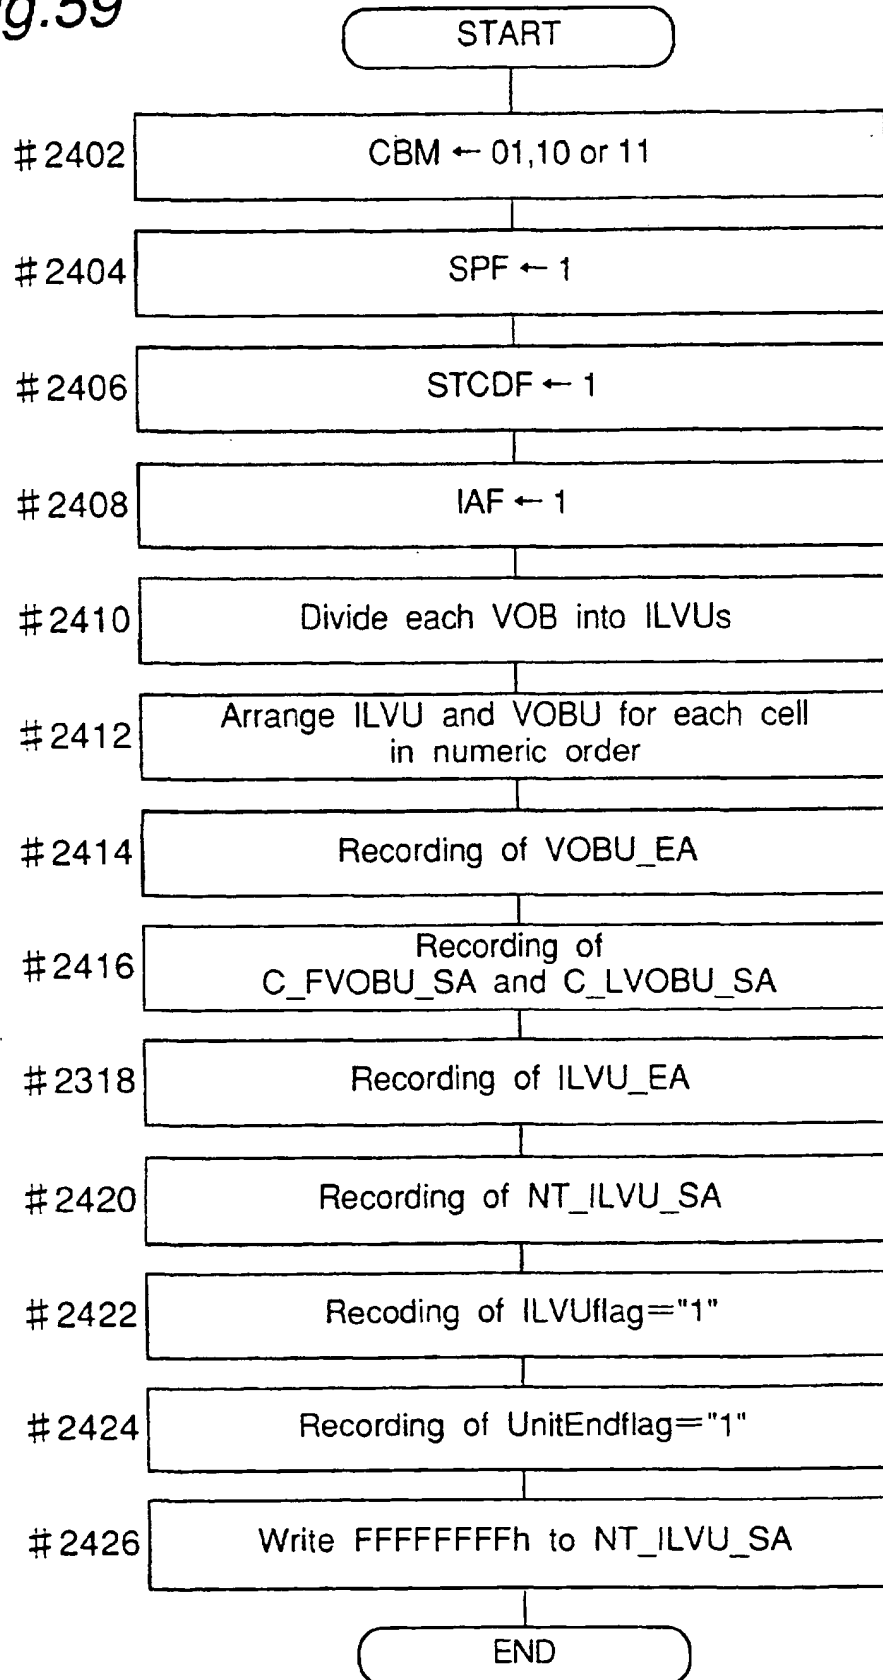 g.59
START
#2402
CBM ← 01,10 or 11
#2404
SPF ← 1
#2406
STCDF ← 1
#2408
IAF ← 1
#2410
Divide each VOB into ILVUs
#2412
Arrange ILVU and VOBU for each cell
in numeric order
#2414
Recording of VOBU_EA
#2416
Recording of
C_FVOBU_SA and C_LVOBU_SA
#2318
Recording of ILVU_EA
#2420
Recording of NT_ILVU_SA
#2422
Recoding of ILVUflag="1"
#2424
Recording of UnitEndflag="1"
#2426
Write FFFFFFFFh to NT_ILVU_SA
END